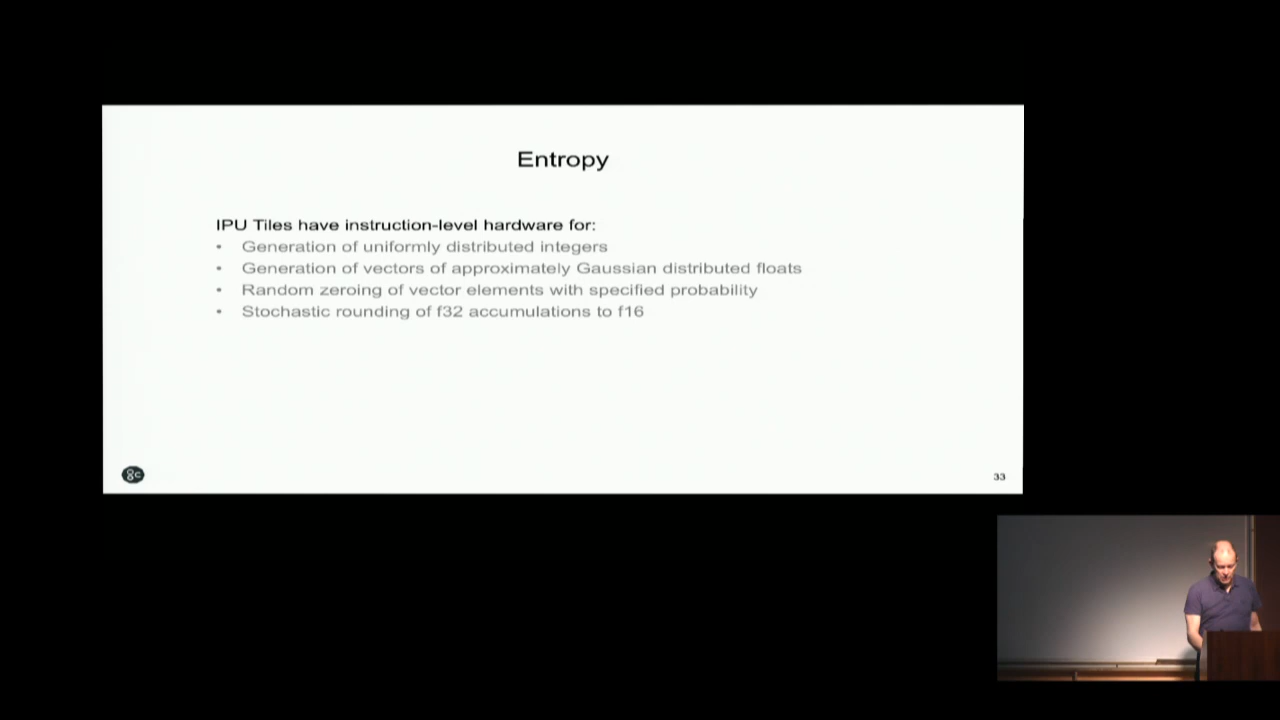 Entropy
IPU Tiles have instruction-level hardware for:
• Generation of uniformly distributed integers
• Generation of vectors of approximately Gaussian distributed floats
• Random zeroing of vector elements with specified probability
• Stochastic rounding of f32 accumulations to f16
33